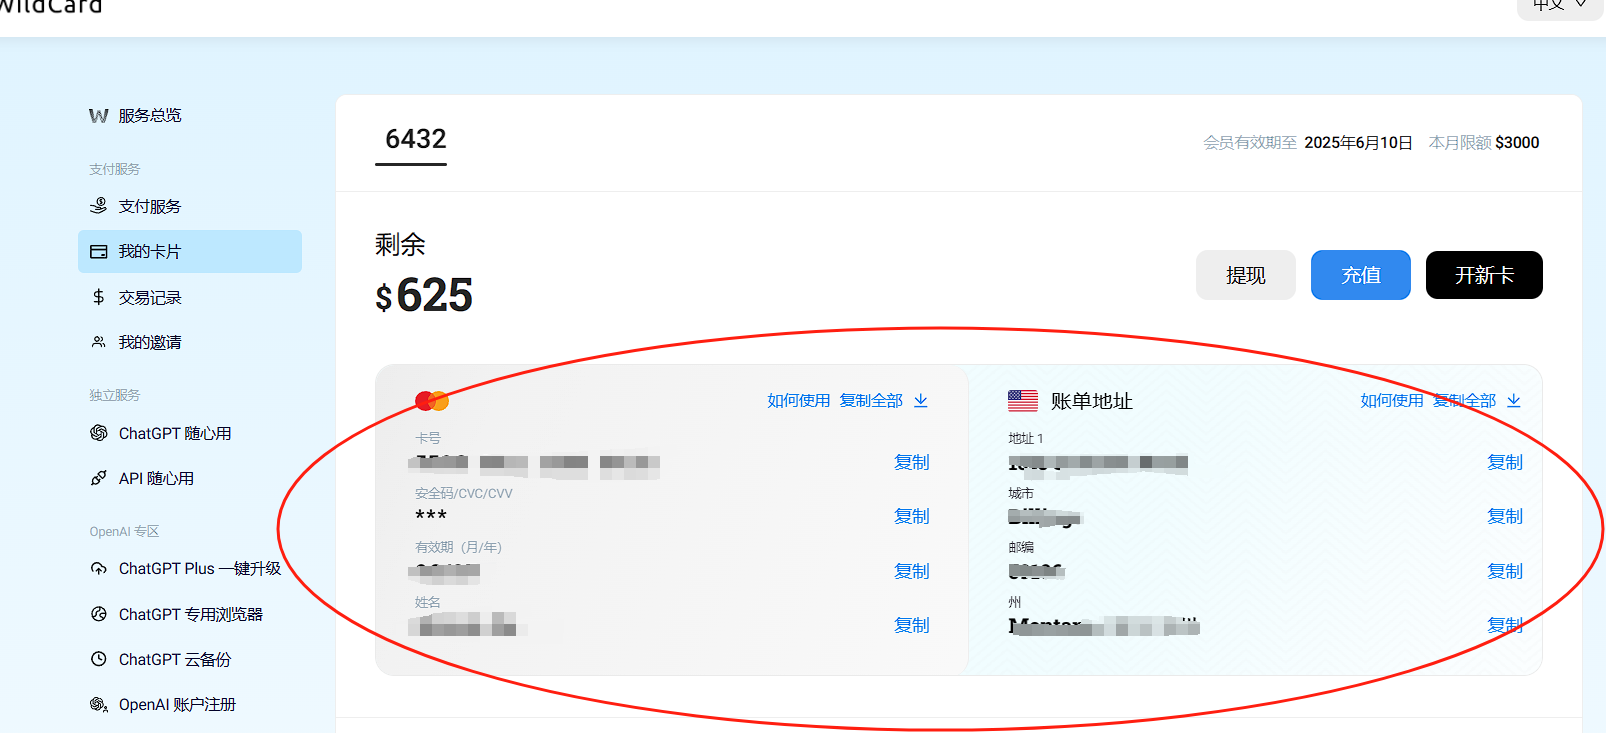 WildCard
中文
服务总览
支付服务
支付服务
我的卡片
交易记录
我的邀请
独立服务
ChatGPT 随心用
API 随心用
OpenAI 专区
ChatGPT Plus 一键升级
ChatGPT 专用浏览器
ChatGPT 云备份
OpenAI 账户注册
6432
会员有效期至 2025年6月10日 本月限额 $3000
剩余
$625
提现 充值 开新卡
如何使用 复制全部
卡号
复制
安全码/CVC/CVV
*** 复制
有效期（月/年）
复制
姓名
复制
账单地址 如何使用 复制全部
地址 1
复制
城市
复制
邮编
复制
州
复制